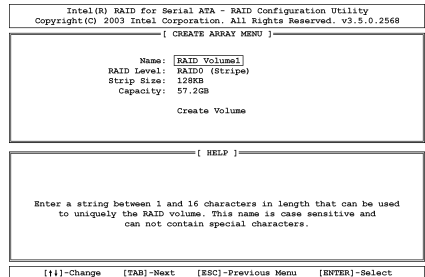 Intel(R) RAID for Serial ATA - RAID Configuration Utility
Copyright(C) 2003 Intel Corporation. All Rights Reserved. v3.5.0.2568
[ CREATE ARRAY MENU ]
Name: RAID Volume1
RAID Level: RAID0 (Stripe)
Strip Size: 128KB
Capacity: 57.2GB
Create Volume
[ HELP ]
Enter a string between 1 and 16 characters in length that can be used
to uniquely the RAID volume. This name is case sensitive and
can not contain special characters.
[↑↓]-Change [TAB]-Next [ESC]-Previous Menu [ENTER]-Select